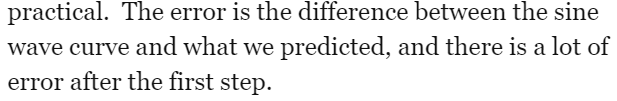 practical.  The error is the difference between the sine
wave curve and what we predicted, and there is a lot of
error after the first step.